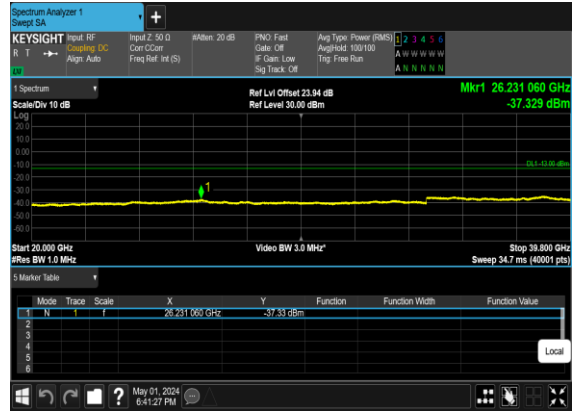 Spectrum Analyzer 1
Swept SA
+
KEYSIGHT Input: RF Input Z: 50 Ω #Atten: 20 dB PNO: Fast Avg Type: Power (RMS) 1 2 3 4 5 6
R T Coupling: DC Corr CCorr Gate: Off Avg|Hold: 100/100 A W W W W W
Align: Auto Freq Ref: Int (S) IF Gain: Low Trig: Free Run
Sig Track: Off A N N N N N
1 Spectrum Ref Lvl Offset 23.94 dB Mkr1 26.231 060 GHz
Scale/Div 10 dB Ref Level 30.00 dBm -37.329 dBm
Log
20.0
10.0
0.00
-10.0 DL1 -13.00 dBm
-20.0
-30.0 1
-40.0
-50.0
-60.0
Start 20.000 GHz Video BW 3.0 MHz* Stop 39.800 GHz
#Res BW 1.0 MHz Sweep 34.7 ms (40001 pts)
5 Marker Table
Mode Trace Scale X Y Function Function Width Function Value
1 N 1 f 26.231 060 GHz -37.33 dBm
2
3
4
5
6
Local
? May 01, 2024
6:41:27 PM